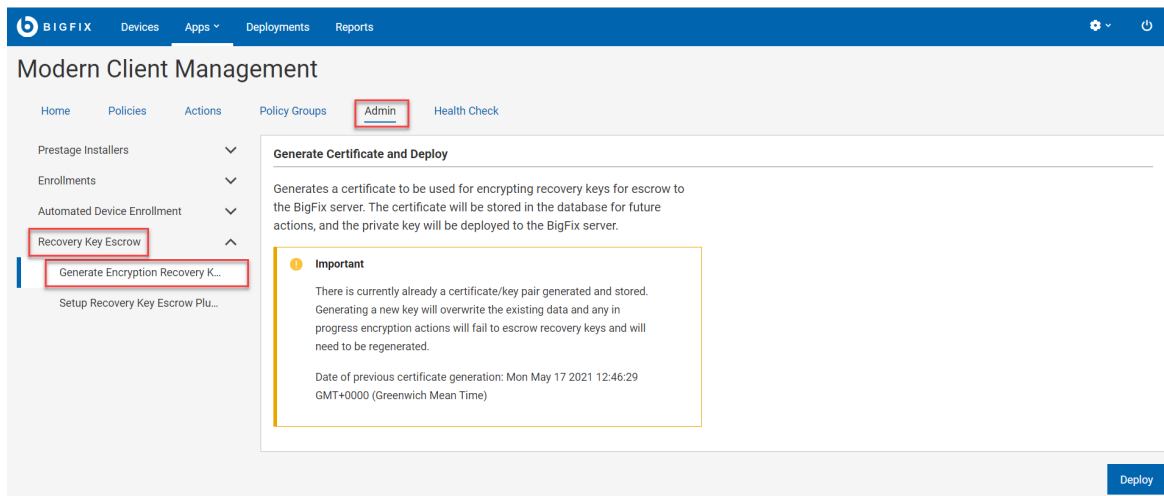 BIGFIX Devices Apps Deployments Reports
Modern Client Management
Home Policies Actions Policy Groups Admin Health Check
Prestage Installers
Enrollments
Automated Device Enrollment
Recovery Key Escrow
Generate Encryption Recovery K...
Setup Recovery Key Escrow Plu...
Generate Certificate and Deploy
Generates a certificate to be used for encrypting recovery keys for escrow to
the BigFix server. The certificate will be stored in the database for future
actions, and the private key will be deployed to the BigFix server.
Important
There is currently already a certificate/key pair generated and stored.
Generating a new key will overwrite the existing data and any in
progress encryption actions will fail to escrow recovery keys and will
need to be regenerated.
Date of previous certificate generation: Mon May 17 2021 12:46:29
GMT+0000 (Greenwich Mean Time)
Deploy